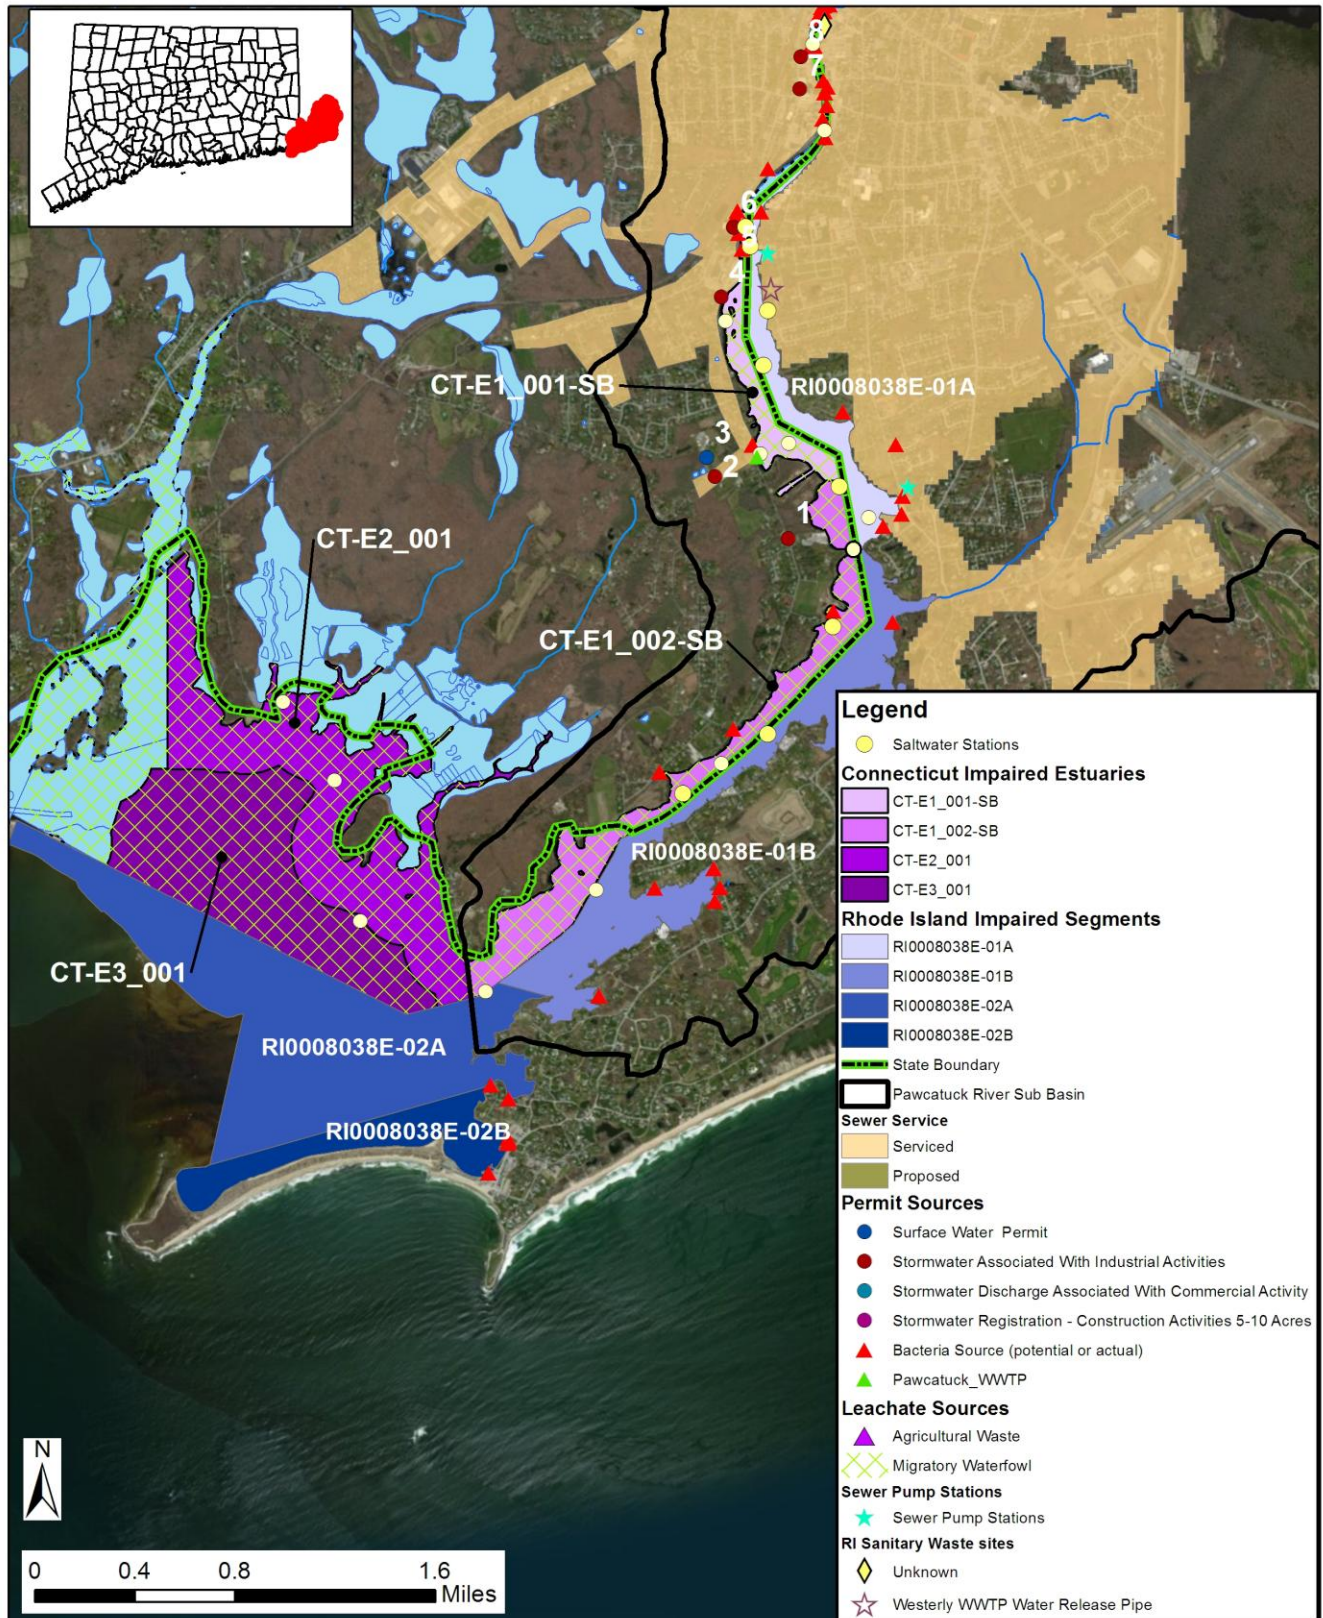 8
7
6
5
4
CT-E1_001-SB
RI0008038E-01A
3
2
1
CT-E2_001
CT-E1_002-SB
RI0008038E-01B
CT-E3_001
RI0008038E-02A
RI0008038E-02B
Legend
Saltwater Stations
Connecticut Impaired Estuaries
CT-E1_001-SB
CT-E1_002-SB
CT-E2_001
CT-E3_001
Rhode Island Impaired Segments
RI0008038E-01A
RI0008038E-01B
RI0008038E-02A
RI0008038E-02B
State Boundary
Pawcatuck River Sub Basin
Sewer Service
Serviced
Proposed
Permit Sources
Surface Water Permit
Stormwater Associated With Industrial Activities
Stormwater Discharge Associated With Commercial Activity
Stormwater Registration - Construction Activities 5-10 Acres
Bacteria Source (potential or actual)
Pawcatuck_WWTP
Leachate Sources
Agricultural Waste
Migratory Waterfowl
Sewer Pump Stations
Sewer Pump Stations
RI Sanitary Waste sites
Unknown
Westerly WWTP Water Release Pipe
N
0 0.4 0.8 1.6
Miles